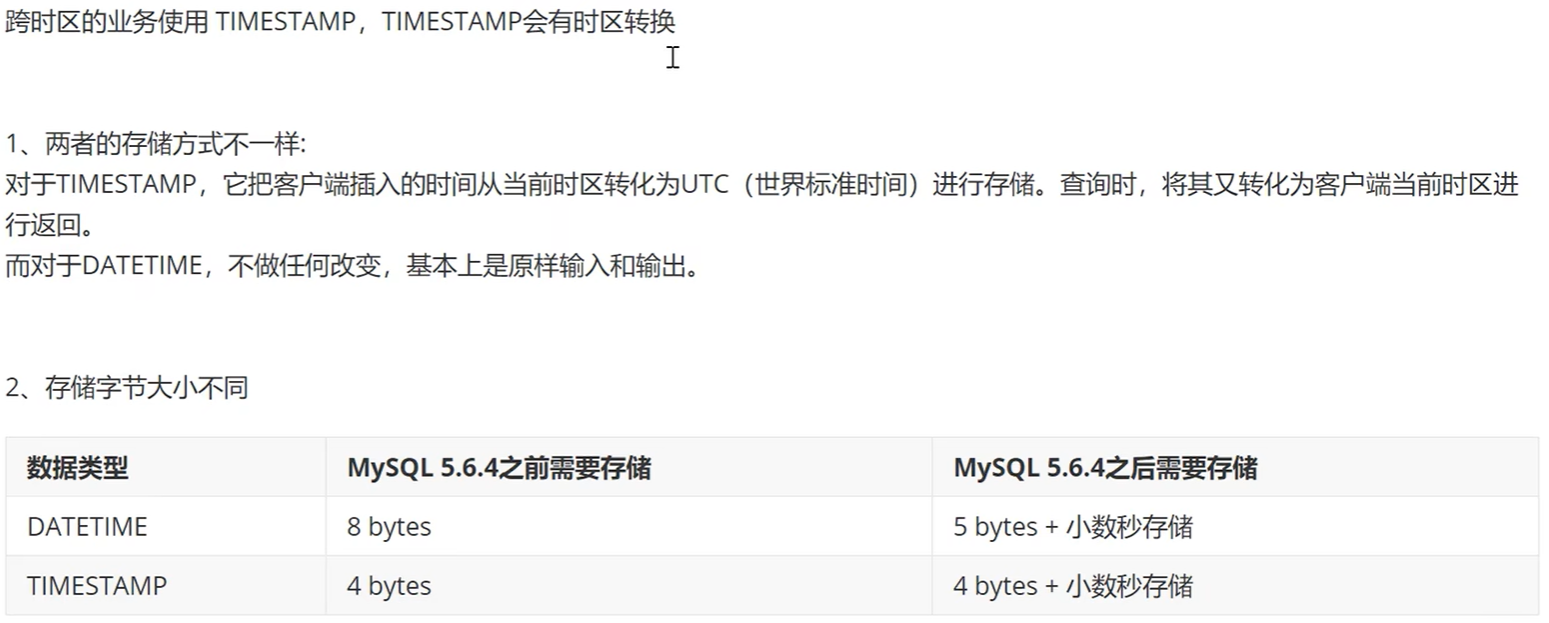 跨时区的业务使用 TIMESTAMP，TIMESTAMP会有时区转换
1、两者的存储方式不一样:
对于TIMESTAMP，它把客户端插入的时间从当前时区转化为UTC（世界标准时间）进行存储。查询时，将其又转化为客户端当前时区进
行返回。
而对于DATETIME，不做任何改变，基本上是原样输入和输出。
2、存储字节大小不同
数据类型 MySQL 5.6.4之前需要存储 MySQL 5.6.4之后需要存储
DATETIME 8 bytes 5 bytes + 小数秒存储
TIMESTAMP 4 bytes 4 bytes + 小数秒存储